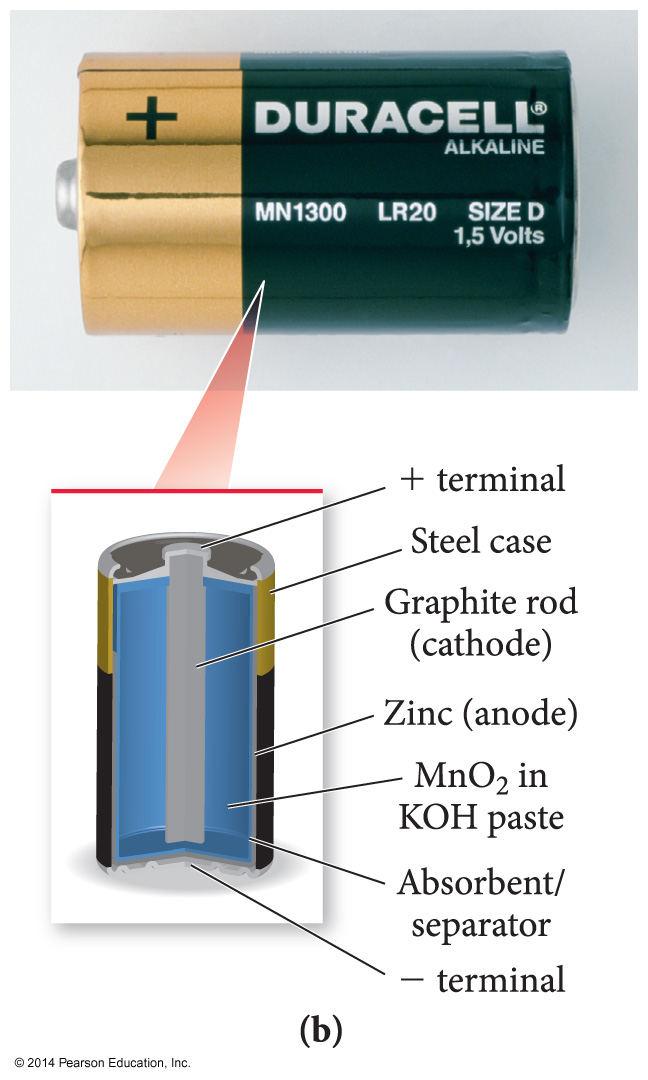 +
DURACELL®
ALKALINE
MN1300 LR20 SIZE D
1,5 Volts
+ terminal
Steel case
Graphite rod
(cathode)
Zinc (anode)
MnO₂ in
KOH paste
Absorbent/
separator
− terminal
(b)
© 2014 Pearson Education, Inc.